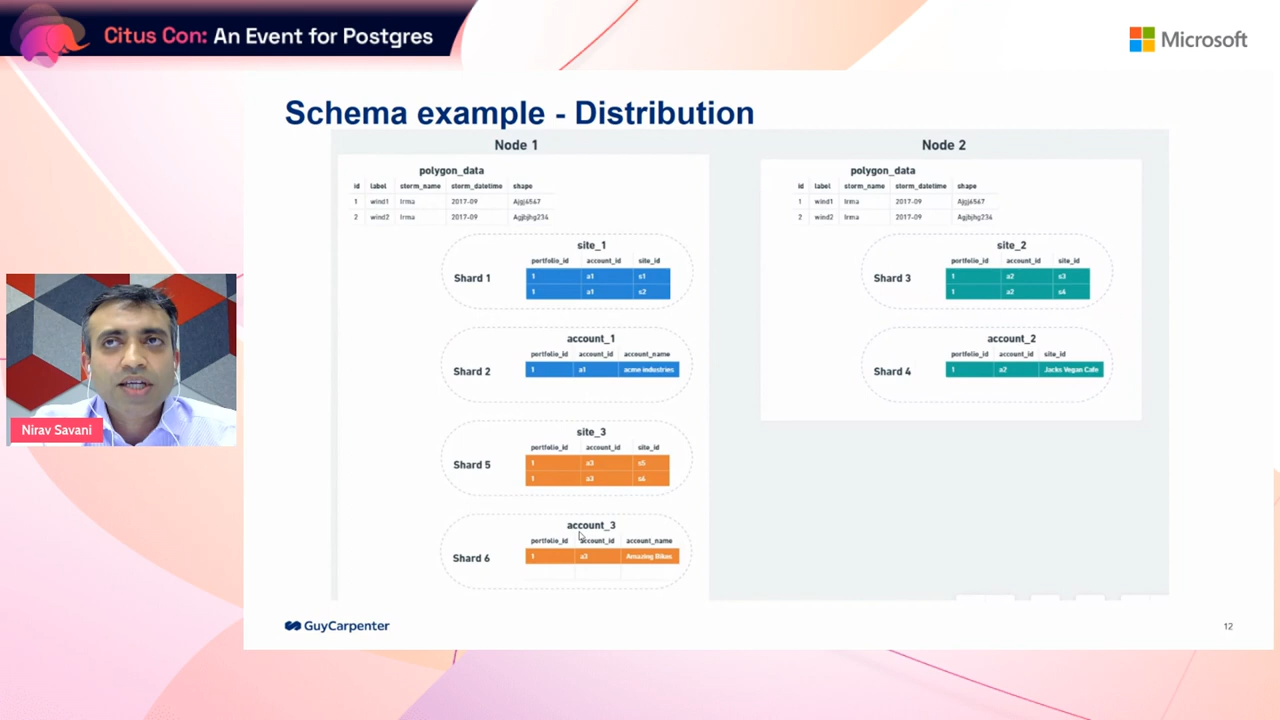 Citus Con: An Event for Postgres
Microsoft
Schema example - Distribution
Node 1
polygon_data
id label storm_name storm_datetime shape
1 wind1 Irma 2017-09 Ajgj4567
2 wind2 Irma 2017-09 Agjbjhg234
site_1
portfolio_id account_id site_id
Shard 1
1 a1 s1
1 a1 s2
account_1
portfolio_id account_id account_name
Shard 2
1 a1 acme industries
site_3
portfolio_id account_id site_id
Shard 5
1 a3 s5
1 a3 s6
account_3
portfolio_id account_id account_name
Shard 6
1 a3 Amazing Bikes
Node 2
polygon_data
id label storm_name storm_datetime shape
1 wind1 Irma 2017-09 Ajgj4567
2 wind2 Irma 2017-09 Agjbjhg234
site_2
portfolio_id account_id site_id
Shard 3
1 a2 s3
1 a2 s4
account_2
portfolio_id account_id site_id
Shard 4
1 a2 Jacks Vegan Cafe
Nirav Savani
GuyCarpenter
12